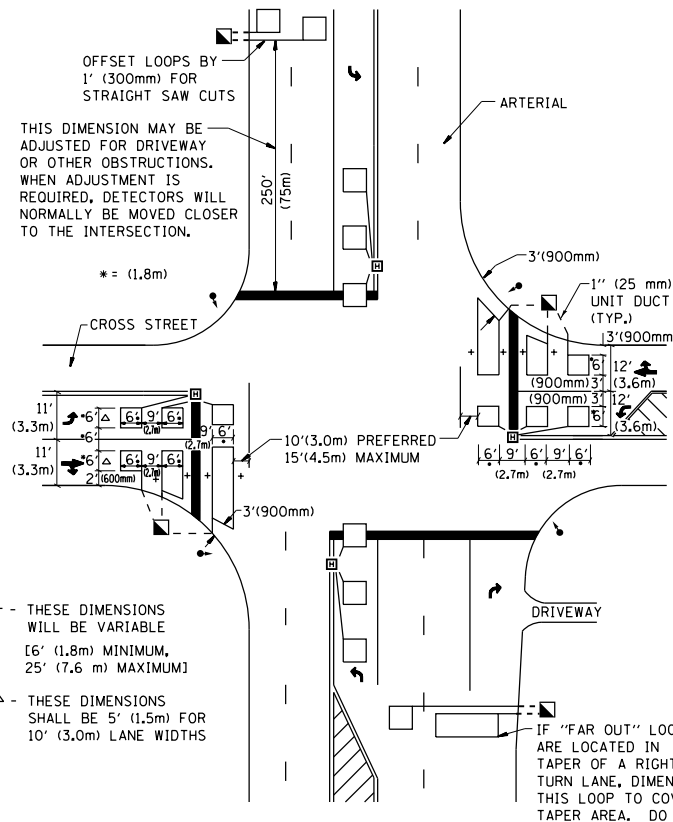 OFFSET LOOPS BY
1' (300mm) FOR
STRAIGHT SAW CUTS
ARTERIAL
THIS DIMENSION MAY BE
ADJUSTED FOR DRIVEWAY
OR OTHER OBSTRUCTIONS.
WHEN ADJUSTMENT IS
REQUIRED, DETECTORS WILL
NORMALLY BE MOVED CLOSER
TO THE INTERSECTION.
250'
(75m)
* = (1.8m)
3'(900mm)
H
1" (25 mm)
UNIT DUCT
(TYP.)
CROSS STREET
3'(900mm
+ + + +
6'
12'
(3.6m)
(900mm) 3'
(900mm) 3'
12'
6'
(3.6m)
H
H
11'
(3.3m)
*6'
△
6' 9' 6'
(2.7m)
*6'
9' 6'
(2.7m)
11'
(3.3m)
*6'
△
6' 9' 6'
(2.7m)
2'
(600mm)
+ + + +
10'(3.0m) PREFERRED
15'(4.5m) MAXIMUM
6' 9' 6' 9' 6'
(2.7m) (2.7m)
3'(900mm)
H
DRIVEWAY
- THESE DIMENSIONS
WILL BE VARIABLE
[6' (1.8m) MINIMUM,
25' (7.6 m) MAXIMUM]
- THESE DIMENSIONS
SHALL BE 5' (1.5m) FOR
10' (3.0m) LANE WIDTHS
IF "FAR OUT" LOO
ARE LOCATED IN
TAPER OF A RIGHT
TURN LANE, DIMEN
THIS LOOP TO COV
TAPER AREA. DO